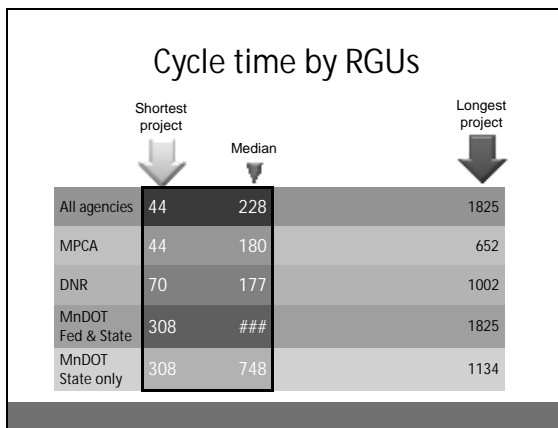 Cycle time by RGUs
Shortest
project
Median
Longest
project
All agencies 44 228 1825
MPCA 44 180 652
DNR 70 177 1002
MnDOT
Fed & State 308 ### 1825
MnDOT
State only 308 748 1134